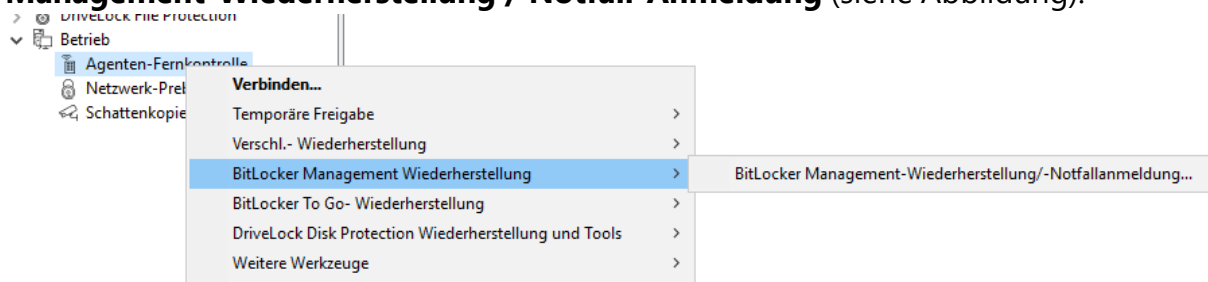 Management-Wiederherstellung /-Notfall-Anmeldung (siehe Abbildung).
DriveLock File Protection
Betrieb
Agenten-Fernkontrolle
Netzwerk-Pre
Schattenkopie
Verbinden...
Temporäre Freigabe
Verschl.- Wiederherstellung
BitLocker Management Wiederherstellung
BitLocker Management-Wiederherstellung/-Notfallanmeldung...
BitLocker To Go- Wiederherstellung
DriveLock Disk Protection Wiederherstellung und Tools
Weitere Werkzeuge